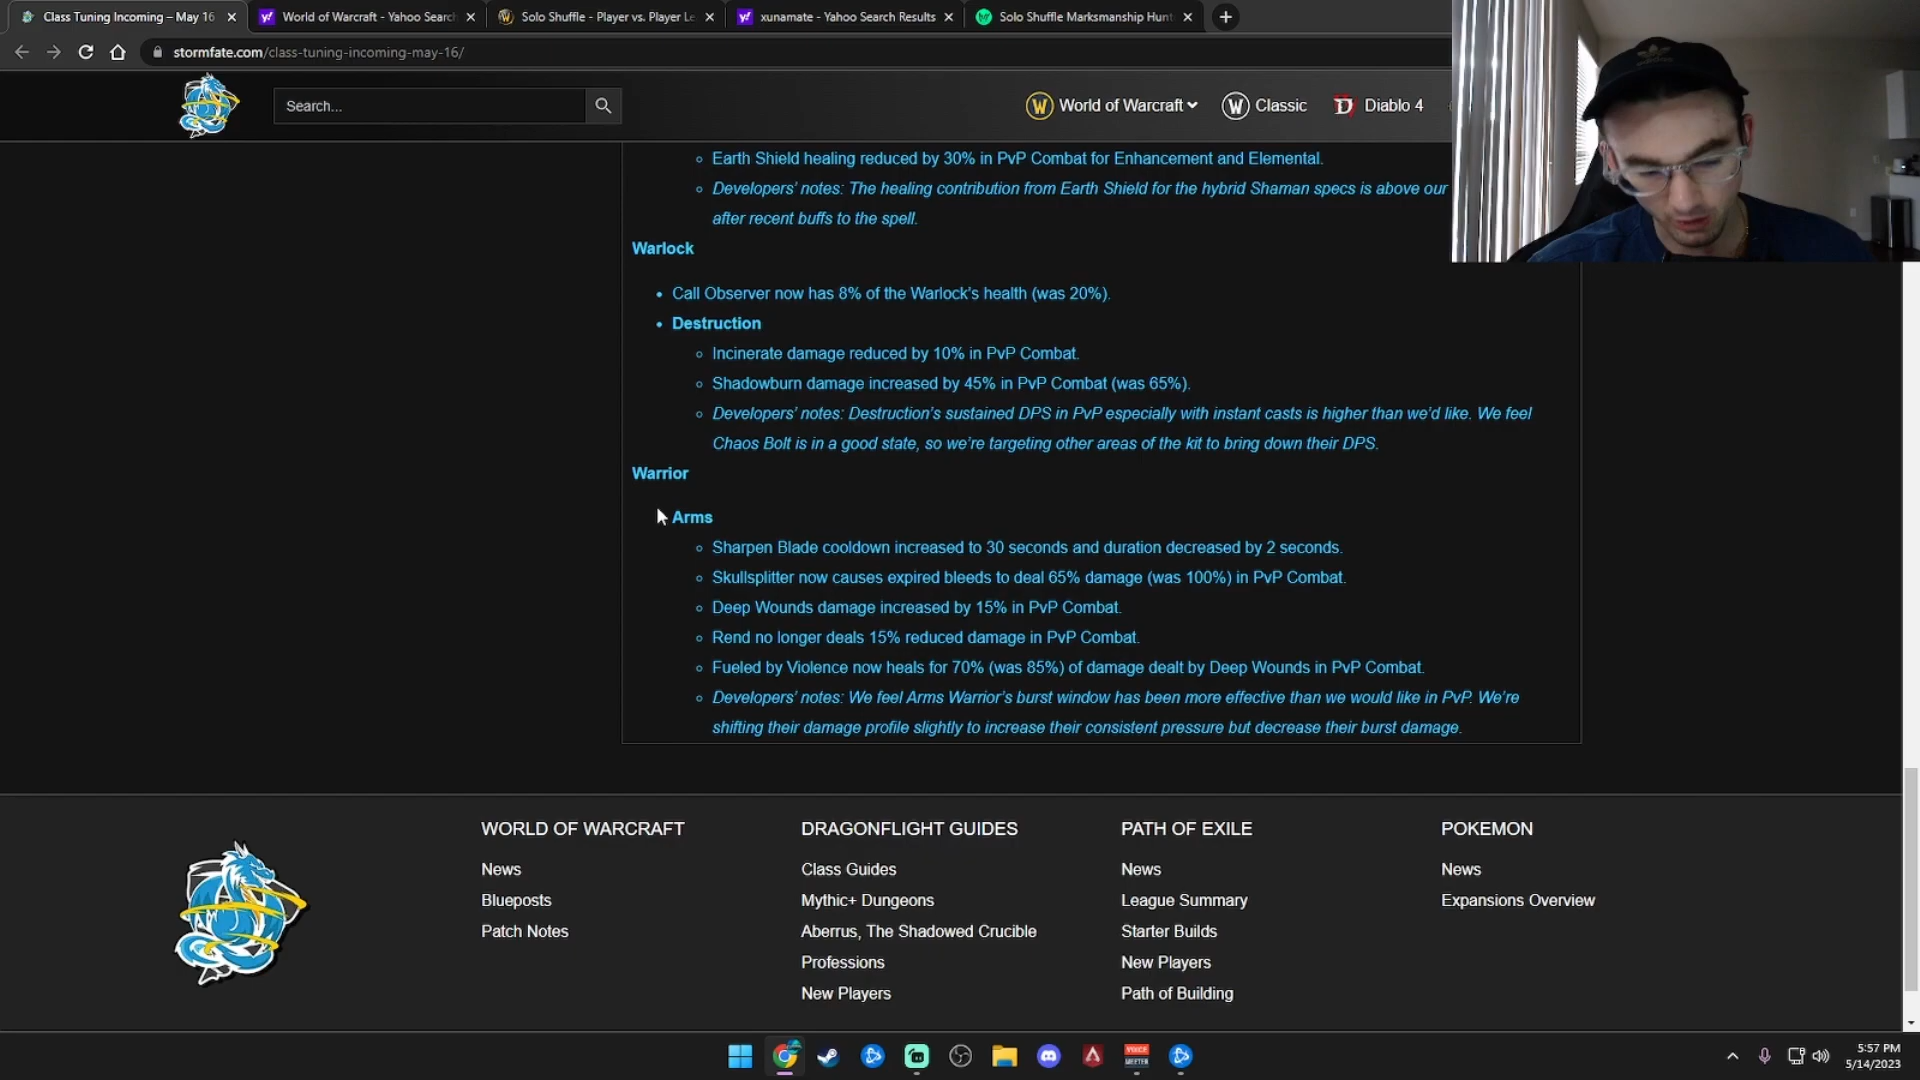 Class Tuning Incoming – May 16
World of Warcraft - Yahoo Search
Solo Shuffle - Player vs. Player Le
xunamate - Yahoo Search Results
Solo Shuffle Marksmanship Hunt
stormfate.com/class-tuning-incoming-may-16/
Search...
World of Warcraft
Classic
Diablo 4
Earth Shield healing reduced by 30% in PvP Combat for Enhancement and Elemental.
Developers' notes: The healing contribution from Earth Shield for the hybrid Shaman specs is above our
after recent buffs to the spell.
Warlock
Call Observer now has 8% of the Warlock's health (was 20%).
Destruction
Incinerate damage reduced by 10% in PvP Combat.
Shadowburn damage increased by 45% in PvP Combat (was 65%).
Developers' notes: Destruction's sustained DPS in PvP especially with instant casts is higher than we'd like. We feel
Chaos Bolt is in a good state, so we're targeting other areas of the kit to bring down their DPS.
Warrior
Arms
Sharpen Blade cooldown increased to 30 seconds and duration decreased by 2 seconds.
Skullsplitter now causes expired bleeds to deal 65% damage (was 100%) in PvP Combat.
Deep Wounds damage increased by 15% in PvP Combat.
Rend no longer deals 15% reduced damage in PvP Combat.
Fueled by Violence now heals for 70% (was 85%) of damage dealt by Deep Wounds in PvP Combat.
Developers' notes: We feel Arms Warrior's burst window has been more effective than we would like in PvP. We're
shifting their damage profile slightly to increase their consistent pressure but decrease their burst damage.
WORLD OF WARCRAFT
News
Blueposts
Patch Notes
DRAGONFLIGHT GUIDES
Class Guides
Mythic+ Dungeons
Aberrus, The Shadowed Crucible
Professions
New Players
PATH OF EXILE
News
League Summary
Starter Builds
New Players
Path of Building
POKEMON
News
Expansions Overview
VOICE
MEETER
5:57 PM
5/14/2023